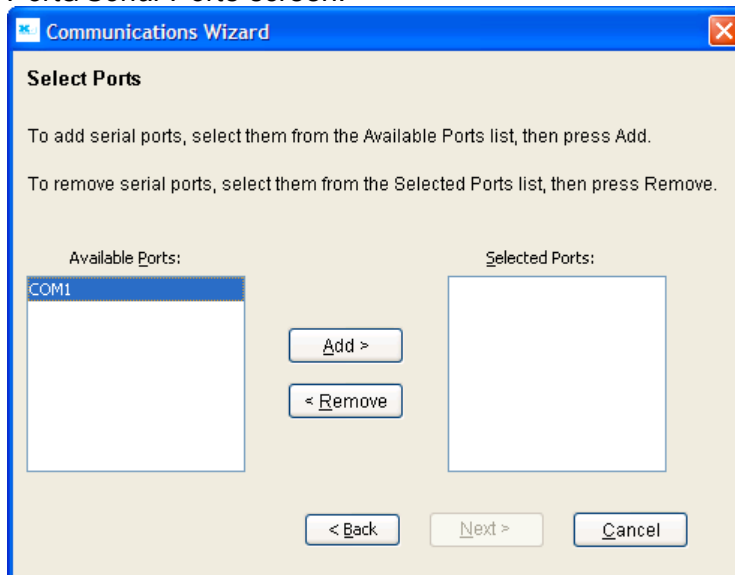 Communications Wizard
Select Ports
To add serial ports, select them from the Available Ports list, then press Add.
To remove serial ports, select them from the Selected Ports list, then press Remove.
Available Ports:
Selected Ports:
COM1
Add >
< Remove
< Back
Next >
Cancel